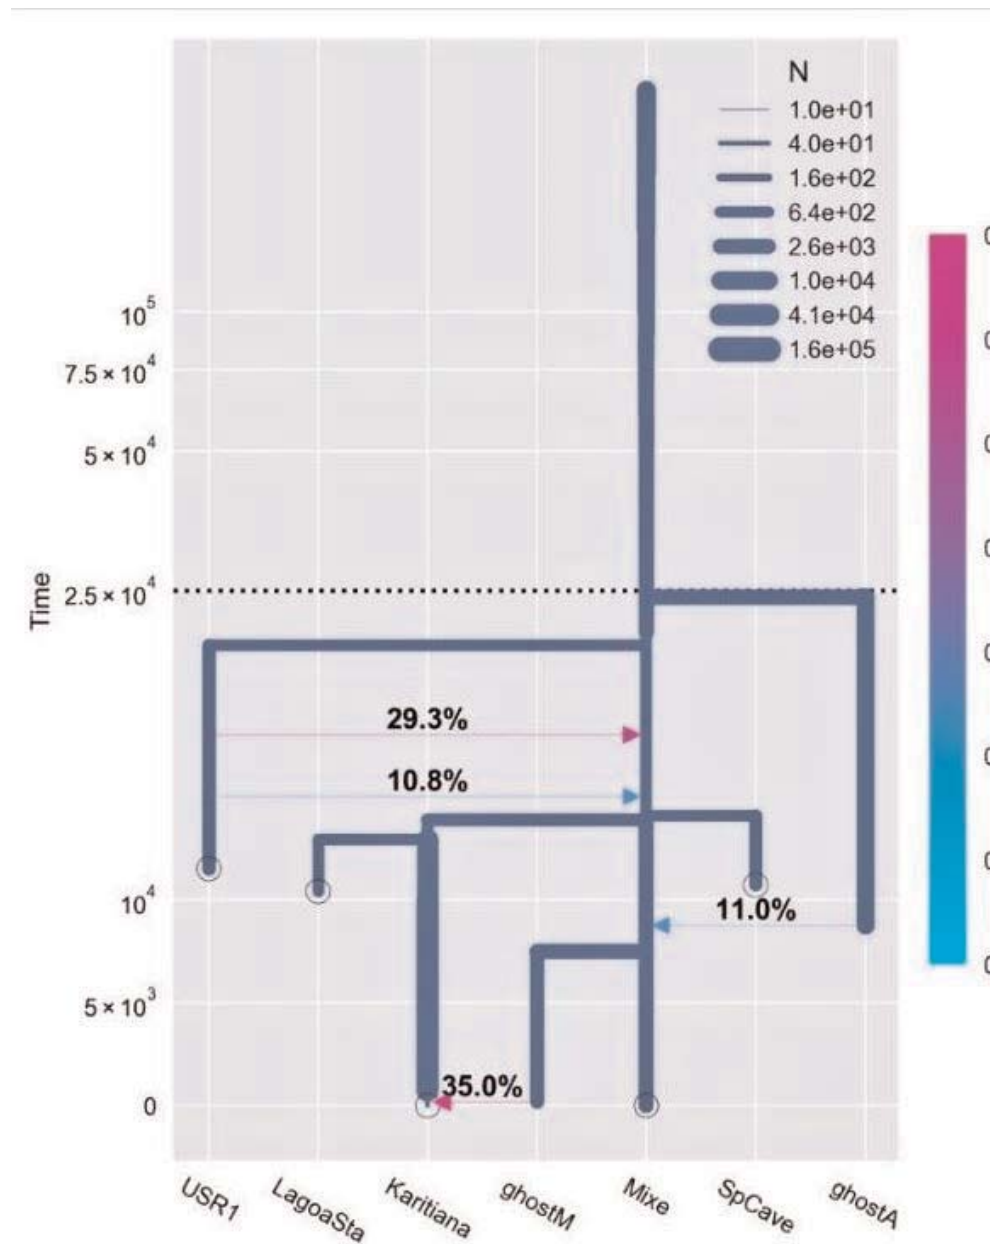 N
1.0e+01
4.0e+01
1.6e+02
6.4e+02
2.6e+03
1.0e+04
4.1e+04
1.6e+05
10^5
7.5 × 10^4
5 × 10^4
Time
2.5 × 10^4
29.3%
10.8%
10^4
11.0%
5 × 10^3
35.0%
0
USR1
LagoaSta
Karitiana
ghostM
Mixe
SpCave
ghostA